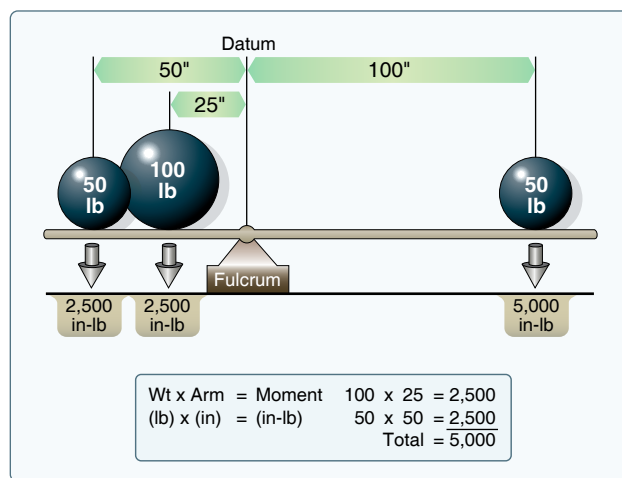 Datum
50"
100"
25"
50
lb
100
lb
50
lb
Fulcrum
2,500
in-lb
2,500
in-lb
5,000
in-lb
Wt x Arm = Moment 100 x 25 = 2,500
(lb) x (in) = (in-lb) 50 x 50 = 2,500
Total = 5,000